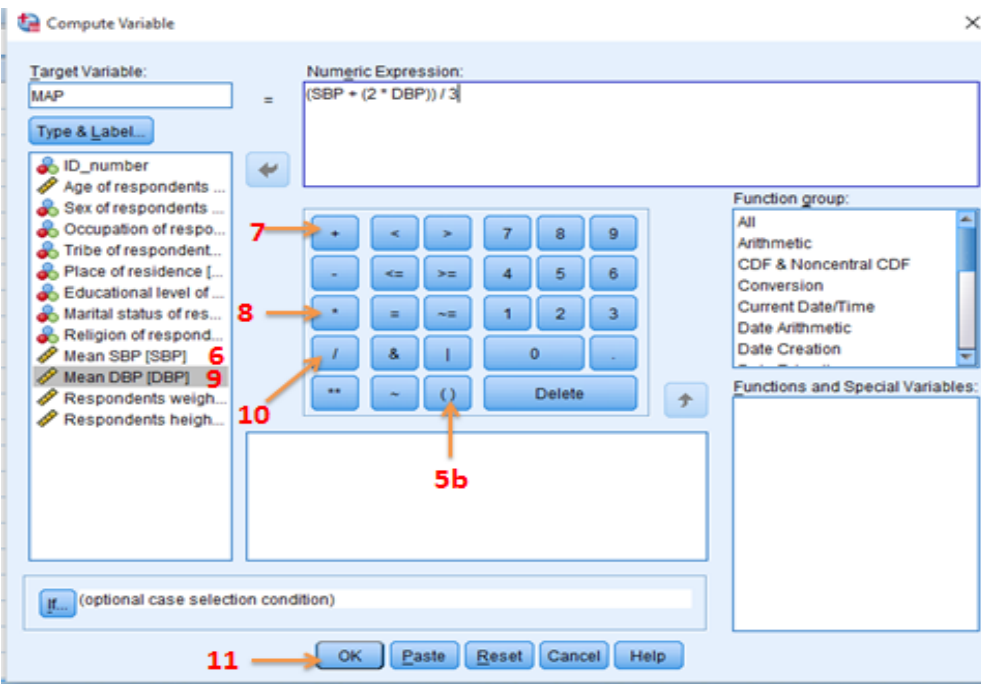 Compute Variable
Target Variable:
MAP
=
Numeric Expression:
(SBP + (2 * DBP)) / 3
Type & Label...
ID_number
Age of respondents ...
Sex of respondents ...
Occupation of respo...
Tribe of respondent...
Place of residence [...
Educational level of ...
Marital status of res...
Religion of respond...
Mean SBP [SBP] 6
Mean DBP [DBP] 9
Respondents weigh...
Respondents heigh...
7
+ < > 7 8 9
- <= >= 4 5 6
8
* = ~= 1 2 3
/ & | 0 .
10
** ~ () Delete
5b
Function group:
All
Arithmetic
CDF & Noncentral CDF
Conversion
Current Date/Time
Date Arithmetic
Date Creation
Functions and Special Variables:
If... (optional case selection condition)
11
OK Paste Reset Cancel Help